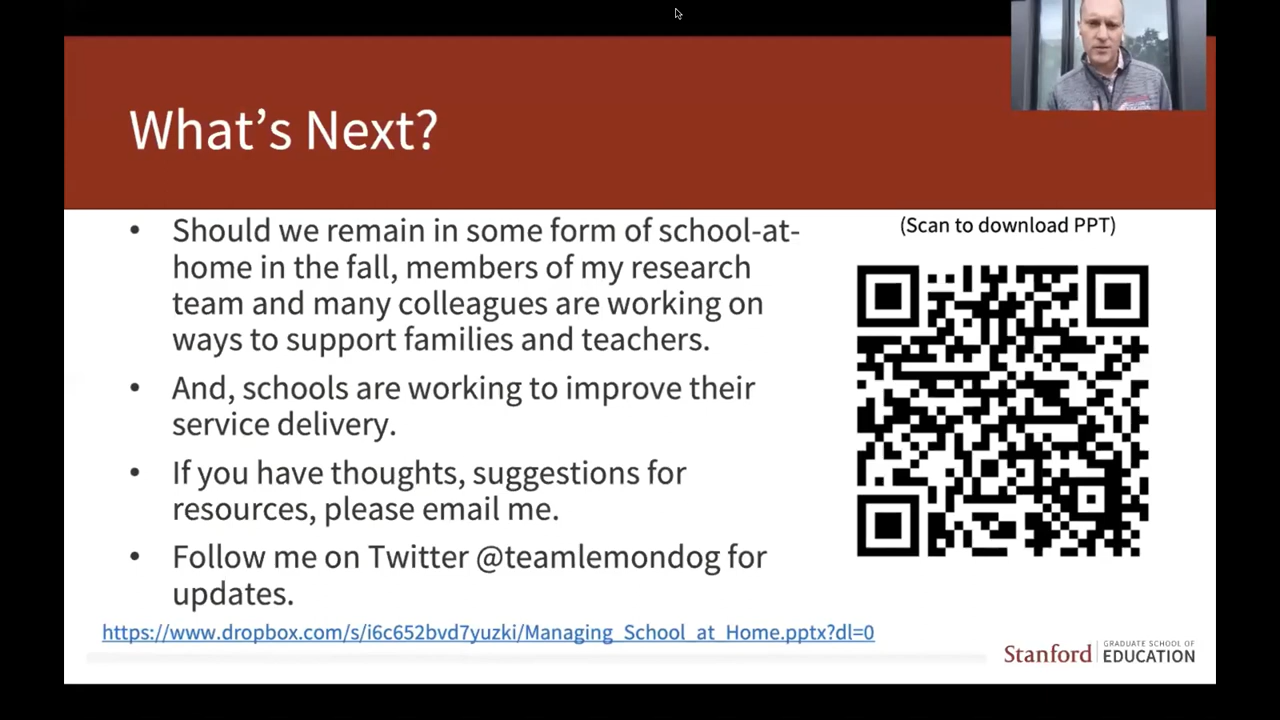 What's Next?
• Should we remain in some form of school-at-
home in the fall, members of my research
team and many colleagues are working on
ways to support families and teachers.
• And, schools are working to improve their
service delivery.
• If you have thoughts, suggestions for
resources, please email me.
• Follow me on Twitter @teamlemondog for
updates.
(Scan to download PPT)
https://www.dropbox.com/s/i6c652bvd7yuzki/Managing_School_at_Home.pptx?dl=0
Stanford
GRADUATE SCHOOL OF
EDUCATION